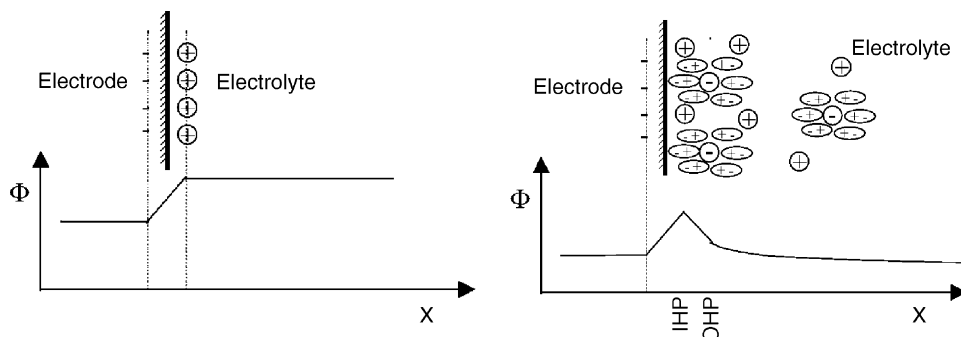 Electrode
Electrolyte
Φ
X
Electrolyte
Electrode
Φ
IHP
OHP
X